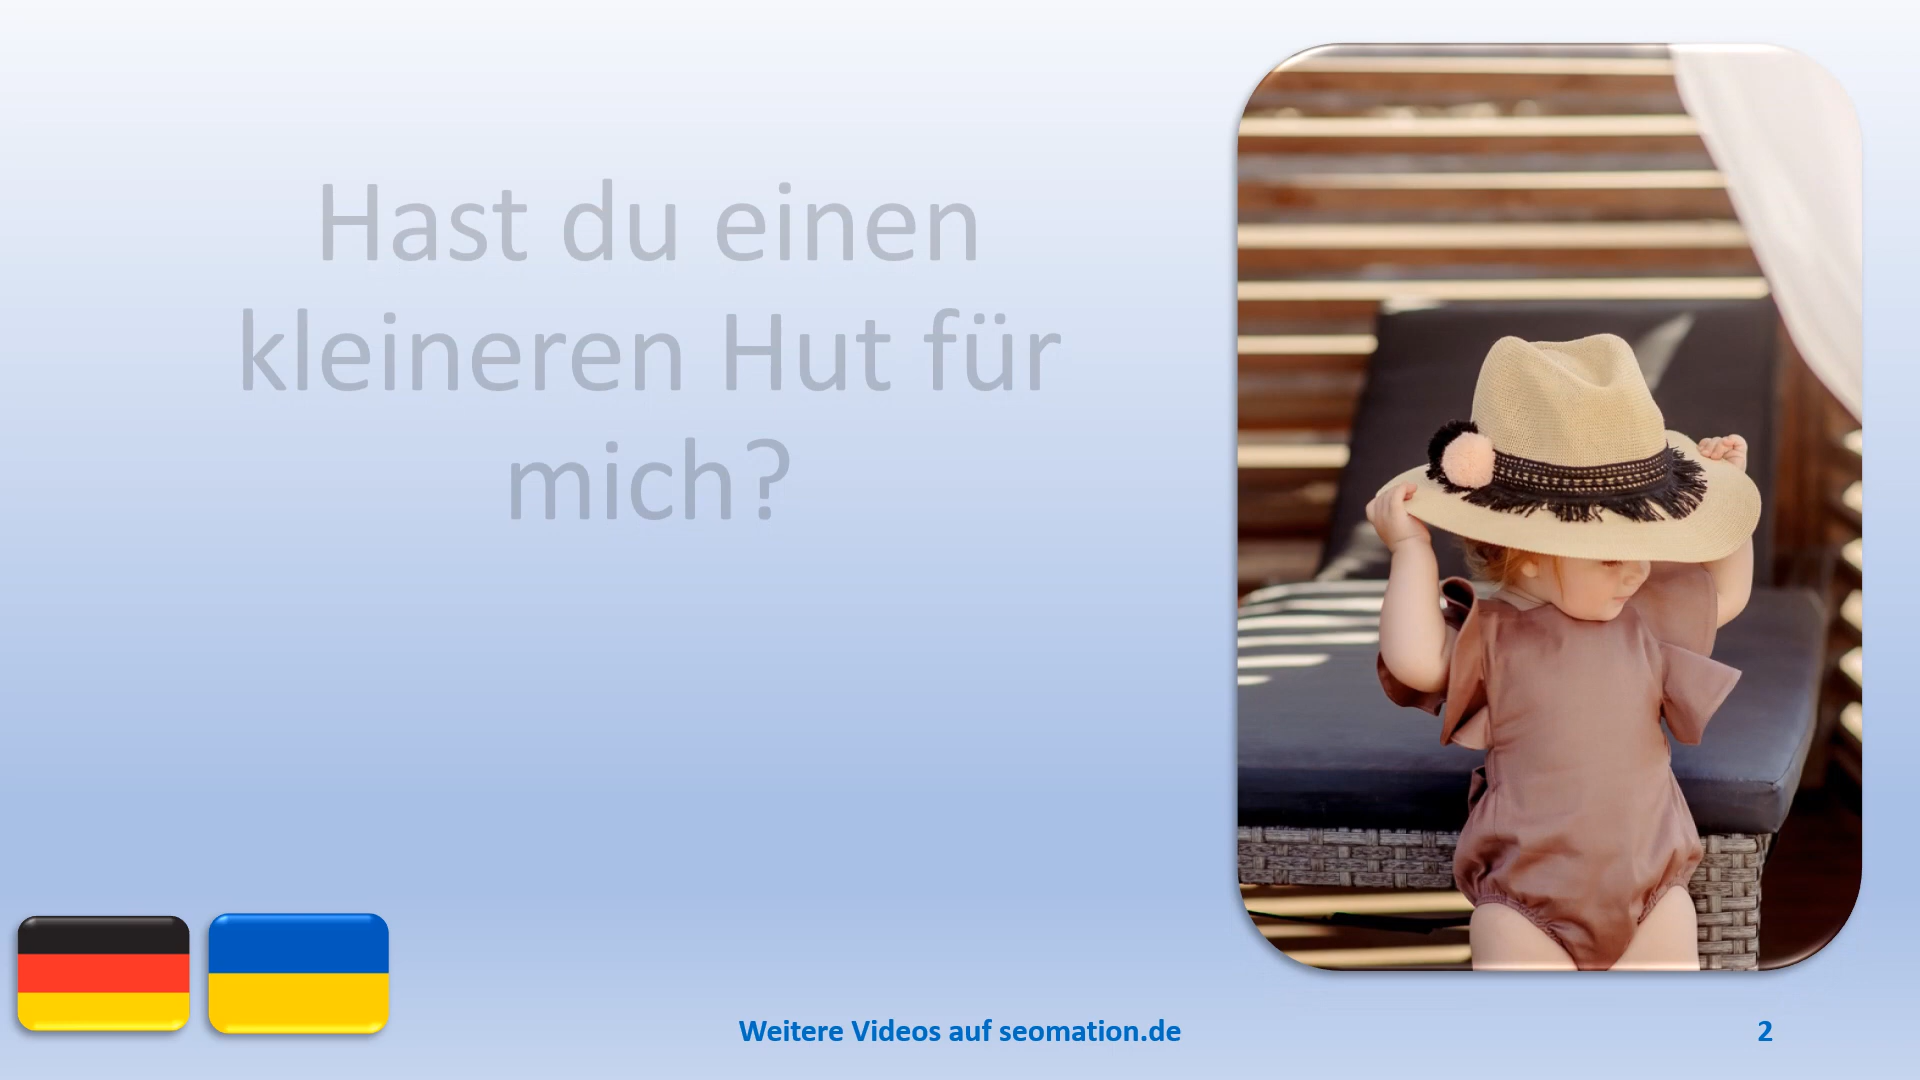 Hast du einen
kleineren Hut für
mich?
Weitere Videos auf seomation.de
2